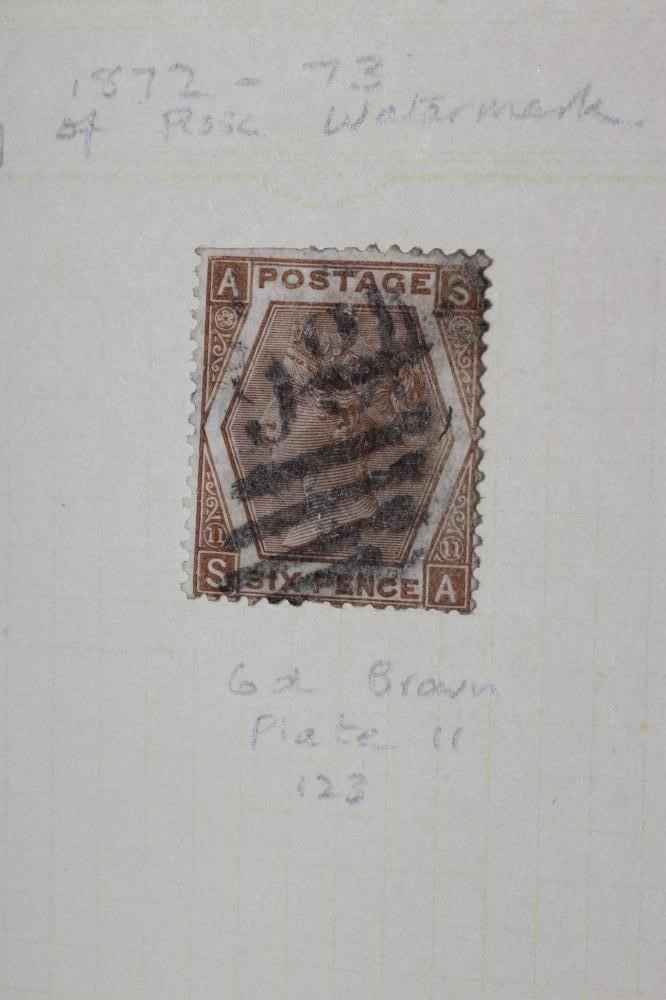 1872 - 73
of Rose Watermark
A POSTAGE S
11 11
S SIX PENCE A
6d Brown
Plate 11
123